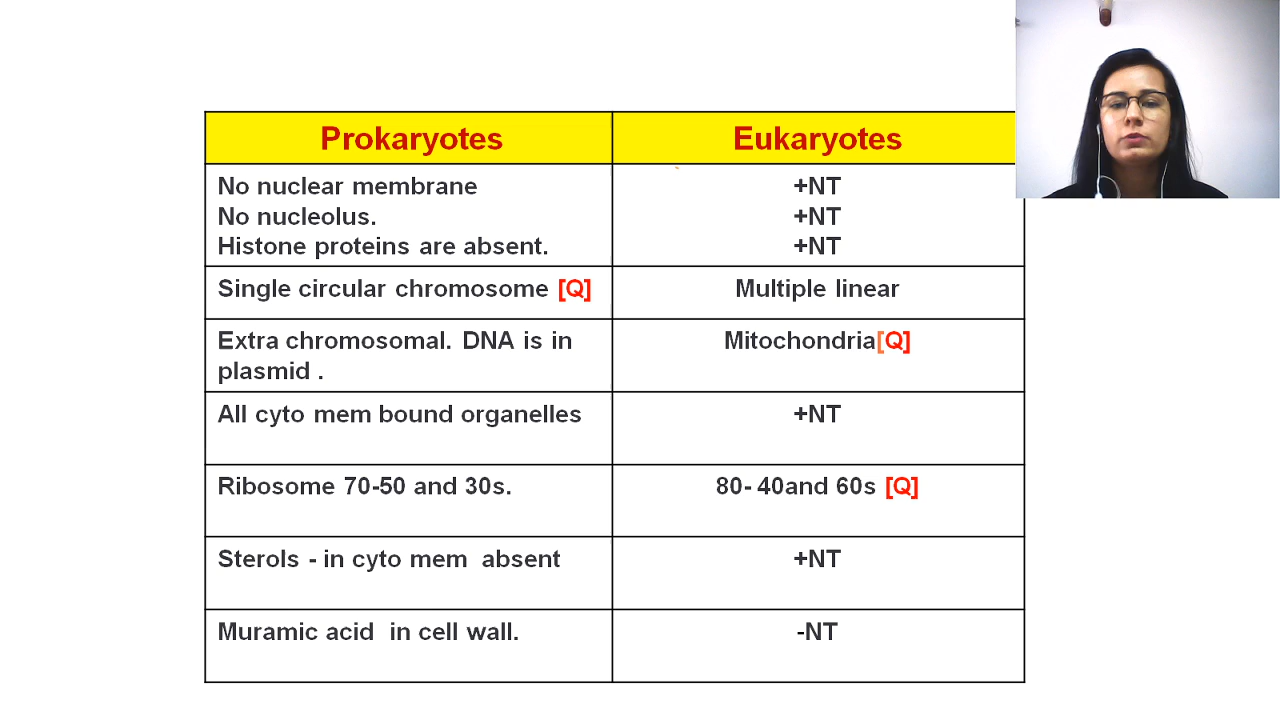 Prokaryotes Eukaryotes
No nuclear membrane +NT
No nucleolus. +NT
Histone proteins are absent. +NT
Single circular chromosome [Q] Multiple linear
Extra chromosomal. DNA is in Mitochondria[Q]
plasmid .
All cyto mem bound organelles +NT
Ribosome 70-50 and 30s. 80- 40and 60s [Q]
Sterols - in cyto mem absent +NT
Muramic acid in cell wall. -NT